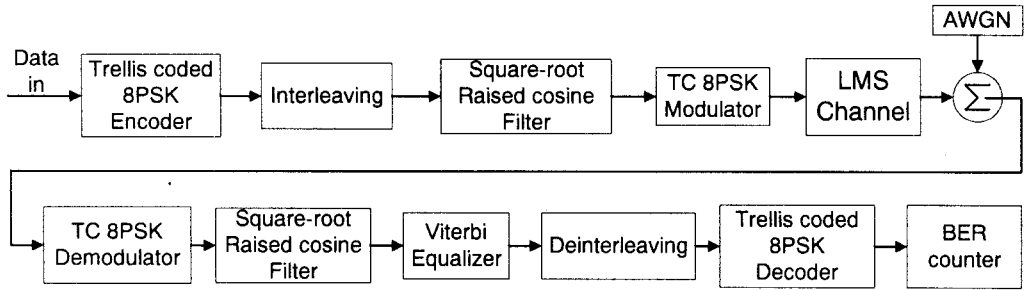 AWGN
Data
in
Trellis coded
8PSK
Encoder
Interleaving
Square-root
Raised cosine
Filter
TC 8PSK
Modulator
LMS
Channel
Σ
TC 8PSK
Demodulator
Square-root
Raised cosine
Filter
Viterbi
Equalizer
Deinterleaving
Trellis coded
8PSK
Decoder
BER
counter